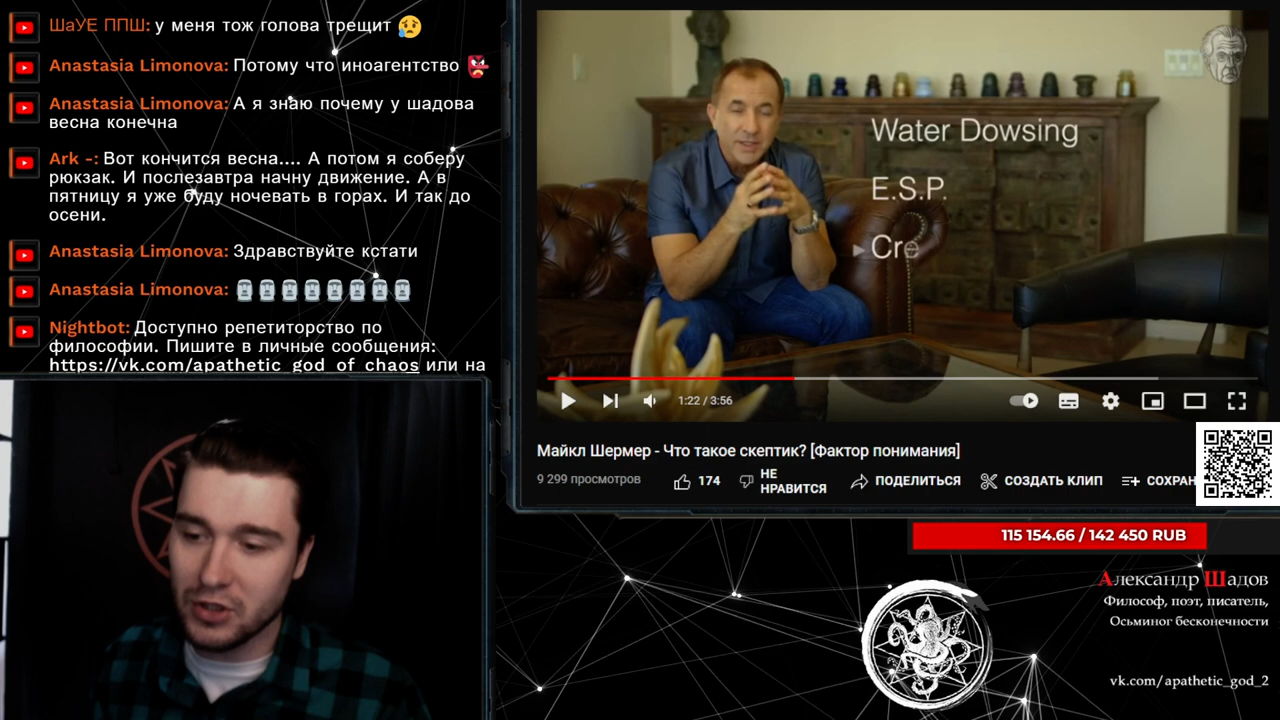 ШаУЕ ППШ: у меня тож голова трещит 😥
Anastasia Limonova: Потому что иноагентство 👺
Anastasia Limonova: А я знаю почему у шадова
весна конечна
Ark -: Вот кончится весна.... А потом я соберу
рюкзак. И послезавтра начну движение. А в
пятницу я уже буду ночевать в горах. И так до
осени.
Anastasia Limonova: Здравствуйте кстати
Anastasia Limonova: 🗿🗿🗿🗿🗿🗿🗿🗿
Nightbot: Доступно репетиторство по
философии. Пишите в личные сообщения:
https://vk.com/apathetic_god_of_chaos или на
Water Dowsing
E.S.P.
Cre
1:22 / 3:56
Майкл Шермер - Что такое скептик? [Фактор понимания]
9 299 просмотров
174
НЕ
НРАВИТСЯ
ПОДЕЛИТЬСЯ
СОЗДАТЬ КЛИП
СОХРАН
115 154.66 / 142 450 RUB
Александр Шадов
Философ, поэт, писатель,
Осьминог бесконечности
vk.com/apathetic_god_2